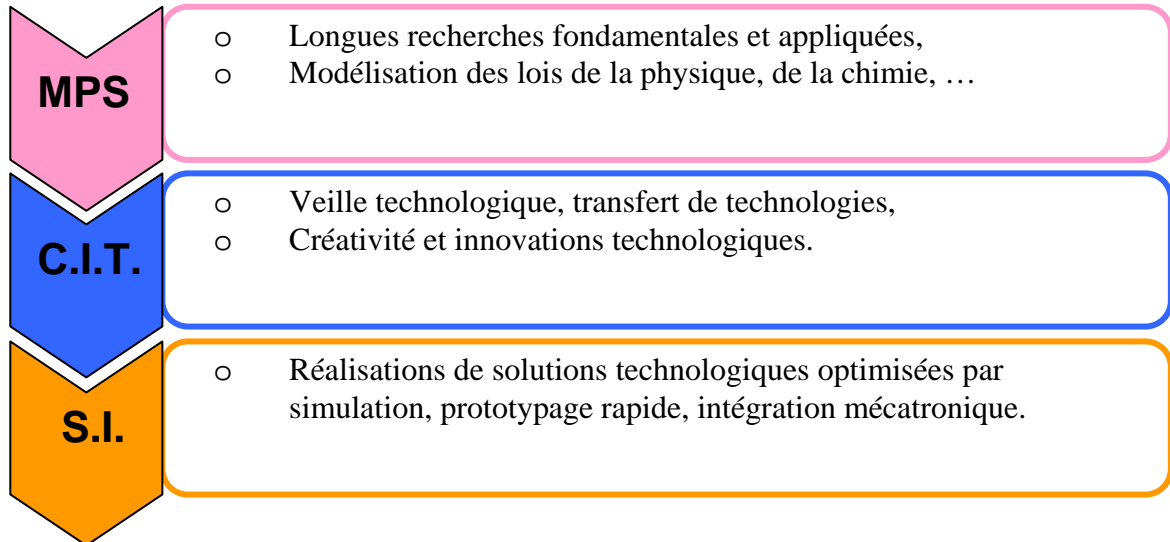 MPS
o Longues recherches fondamentales et appliquées,
o Modélisation des lois de la physique, de la chimie, …
C.I.T.
o Veille technologique, transfert de technologies,
o Créativité et innovations technologiques.
S.I.
o Réalisations de solutions technologiques optimisées par
simulation, prototypage rapide, intégration mécatronique.